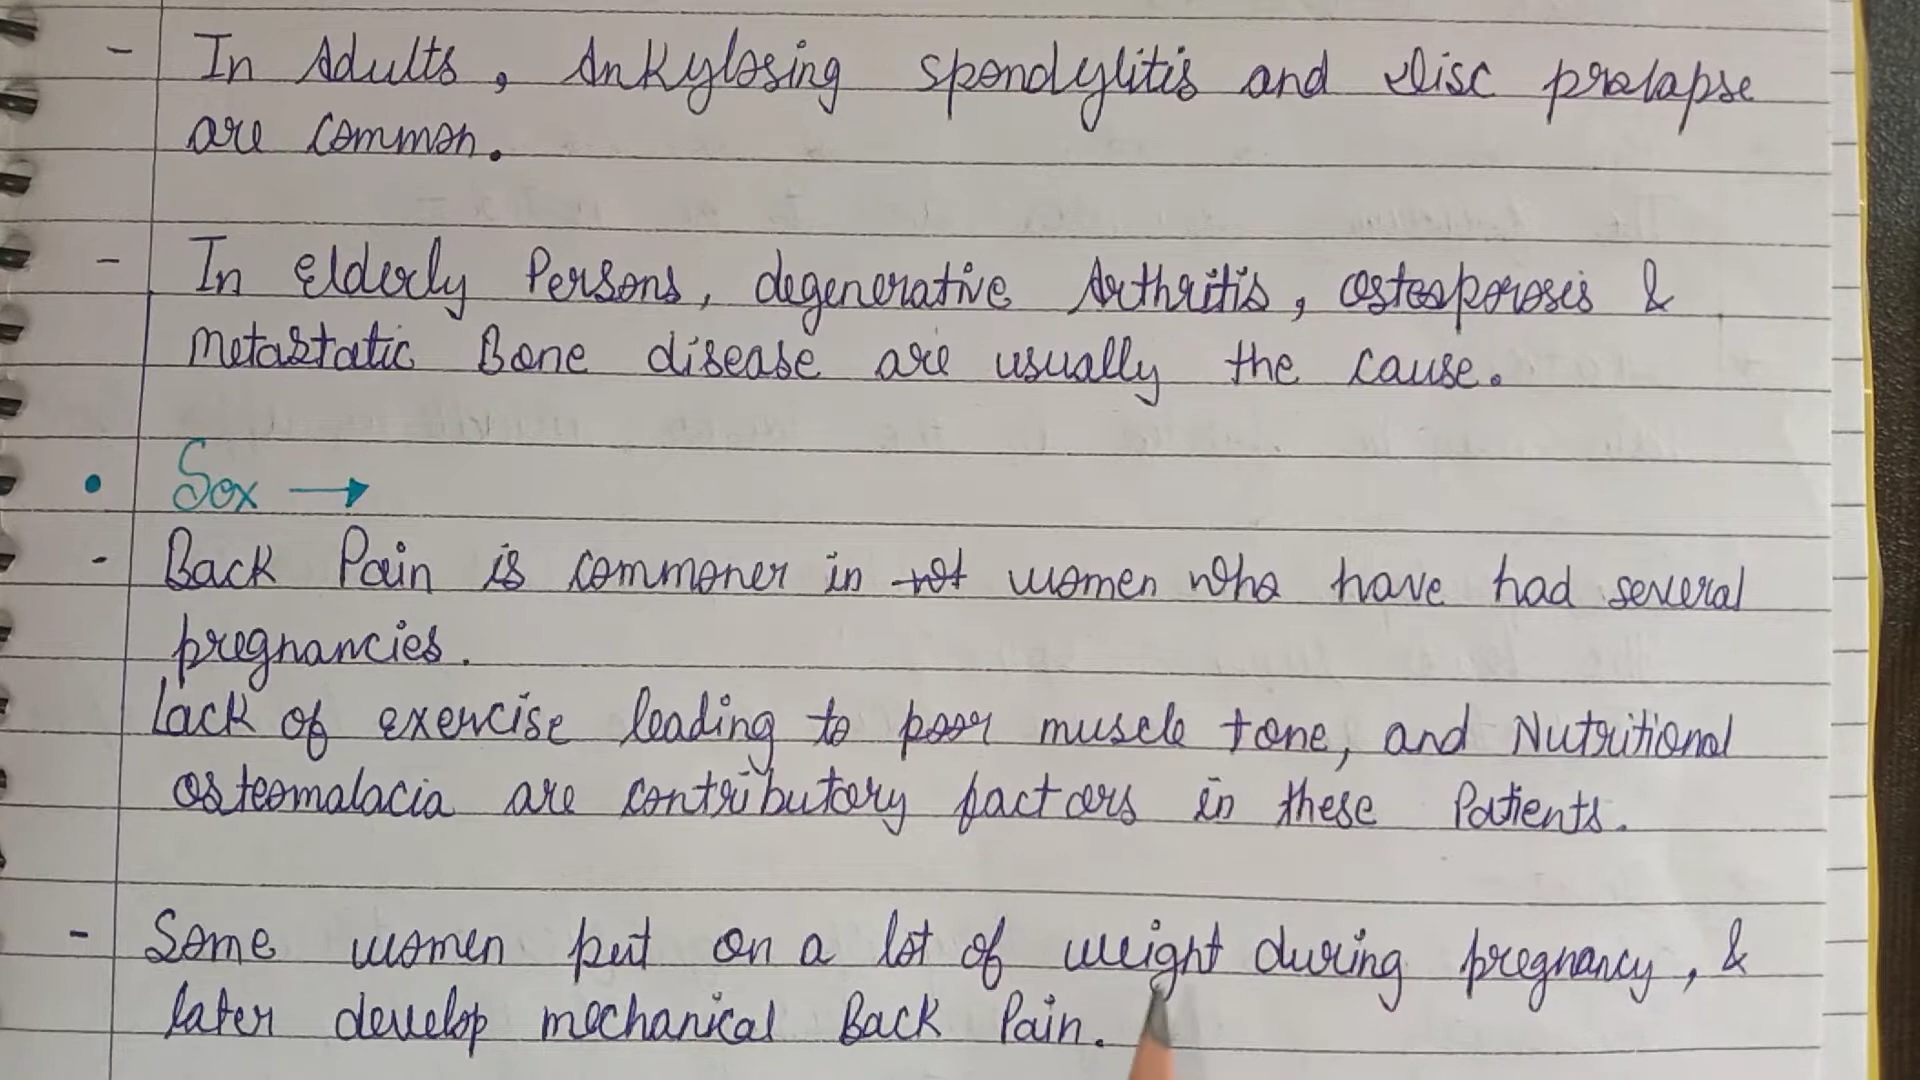 - In Adults, Ankylosing spondylitis and disc prolapse
are common.
- In Elderly Persons, degenerative Arthritis, osteoporosis &
metastatic Bone disease are usually the cause.
• Sex →
- Back Pain is commoner in women who have had several
pregnancies.
Lack of exercise leading to poor muscle tone, and Nutritional
osteomalacia are contributory factors in these Patients.
- Some women put on a lot of weight during pregnancy, &
later develop mechanical Back Pain.